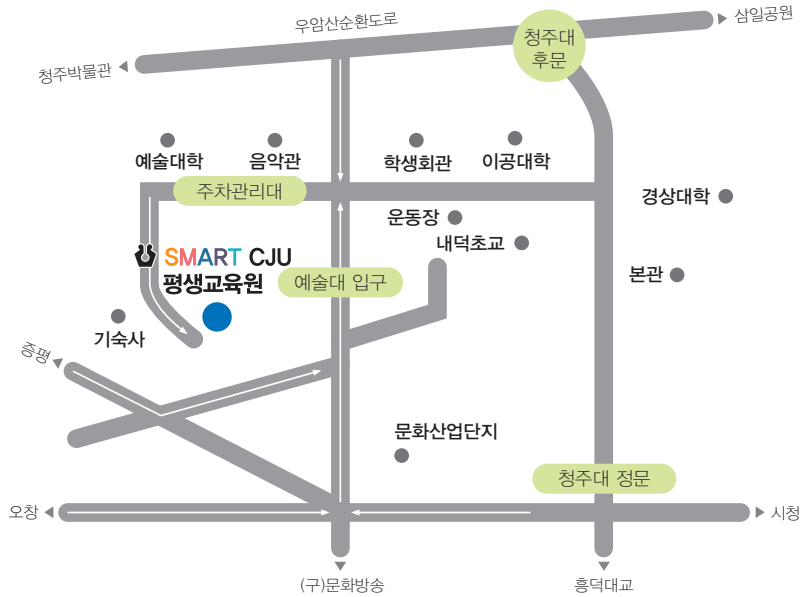 삼일공원
우암산순환도로
청주대
후문
청주박물관
예술대학
음악관
학생회관
이공대학
주차관리대
경상대학
운동장
내덕초교
SMART CJU
평생교육원
예술대 입구
본관
기숙사
증평
문화산업단지
청주대 정문
오창
시청
(구)문화방송
흥덕대교